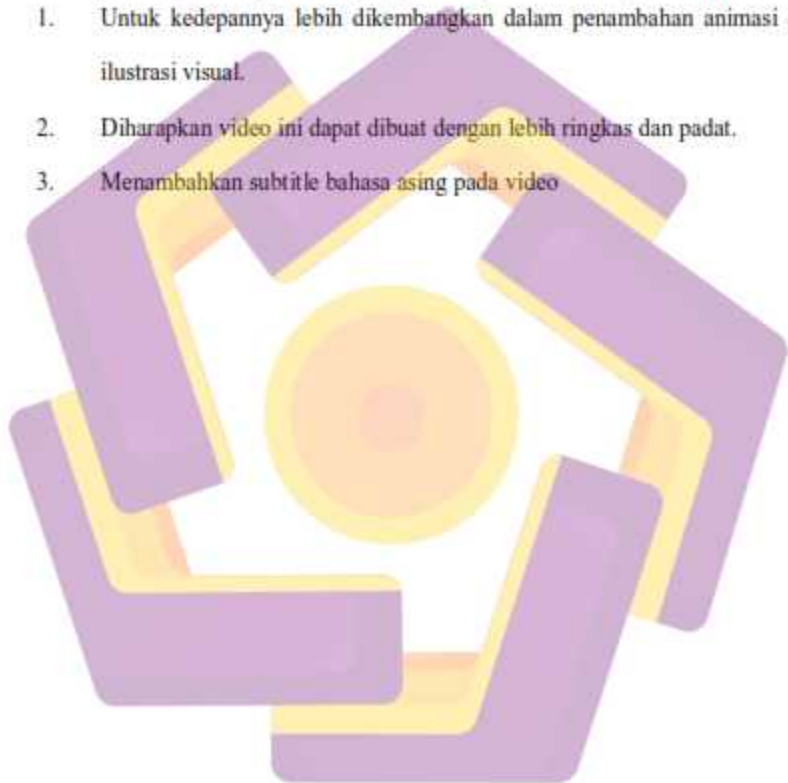 1. Untuk kedepannya lebih dikembangkan dalam penambahan animasi
ilustrasi visual.
2. Diharapkan video ini dapat dibuat dengan lebih ringkas dan padat.
3. Menambahkan subtitle bahasa asing pada video